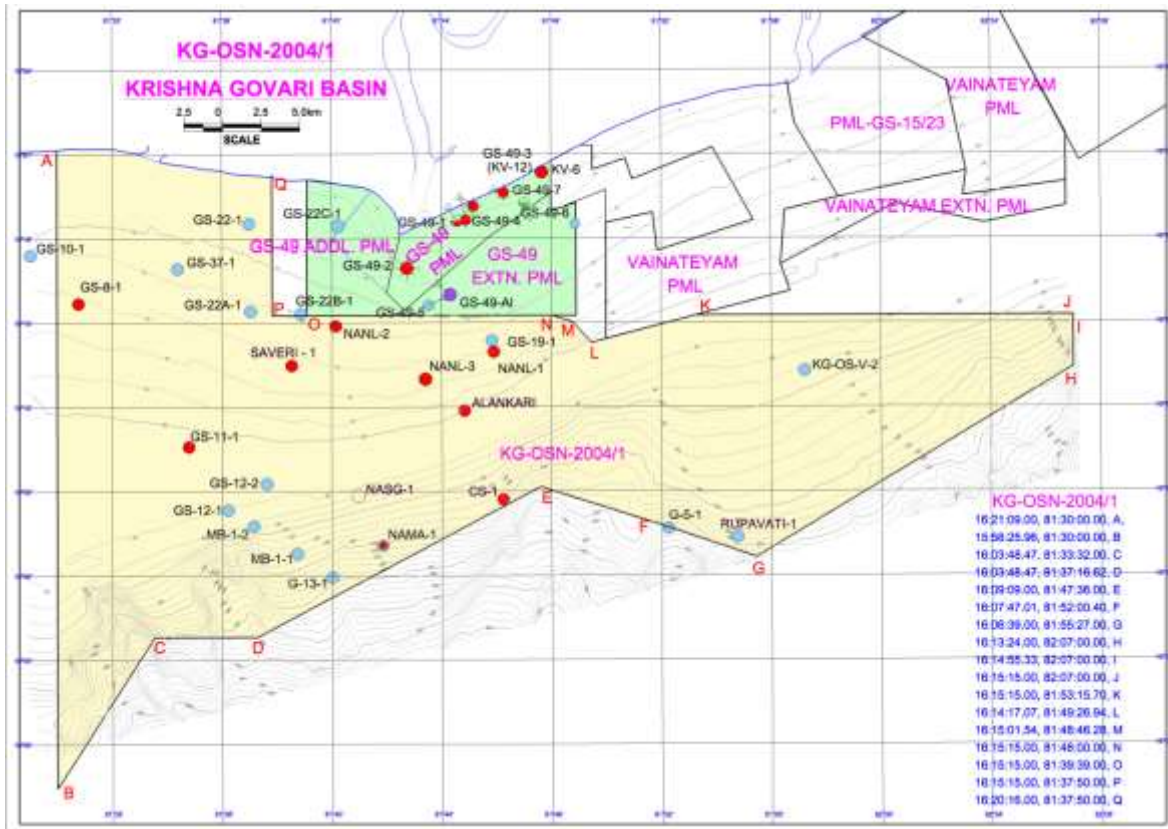 KG-OSN-2004/1
KRISHNA GOVARI BASIN
2.5 0 2.5 5.0km
SCALE
VAINATEYAM
PML
VAINATEYAM
PML
PML-GS-15/23
A
Q
GS-49-3
(KV-12)
KV-6
GS-49-7
GS-22-1
GS-22C-1
GS-49-1
GS-49-4
GS-49-6
VAINATEYAM EXTN. PML
GS-49 ADDL. PML
GS-49
PML
GS-49
EXTN. PML
GS-10-1
GS-37-1
GS-49-2
VAINATEYAM
PML
GS-8-1
GS-22A-1
P
GS-22B-1
GS-49-5
GS-49-AI
K
J
O
N
M
I
NANL-2
GS-19-1
L
SAVERI - 1
NANL-3
NANL-1
KG-OS-V-2
H
ALANKARI
GS-11-1
KG-OSN-2004/1
GS-12-2
NASG-1
CS-1
E
GS-12-1
MB-1-2
F
G-5-1
RUPAVATI-1
NAMA-1
MB-1-1
G
G-13-1
C
D
B
KG-OSN-2004/1
16:21:09.00, 81:30:00.00, A,
15:58:25.96, 81:30:00.00, B
16:03:48.47, 81:33:32.00, C
16:03:48.47, 81:37:16.62, D
16:09:09.00, 81:47:36.00, E
16:07:47.01, 81:52:00.40, F
16:06:39.00, 81:55:27.00, G
16:13:24.00, 82:07:00.00, H
16:14:55.33, 82:07:00.00, I
16:15:15.00, 82:07:00.00, J
16:15:15.00, 81:53:15.70, K
16:14:17.07, 81:49:26.94, L
16:15:01.54, 81:48:46.28, M
16:15:15.00, 81:48:00.00, N
16:15:15.00, 81:39:39.00, O
16:15:15.00, 81:37:50.00, P
16:20:16.00, 81:37:50.00, Q